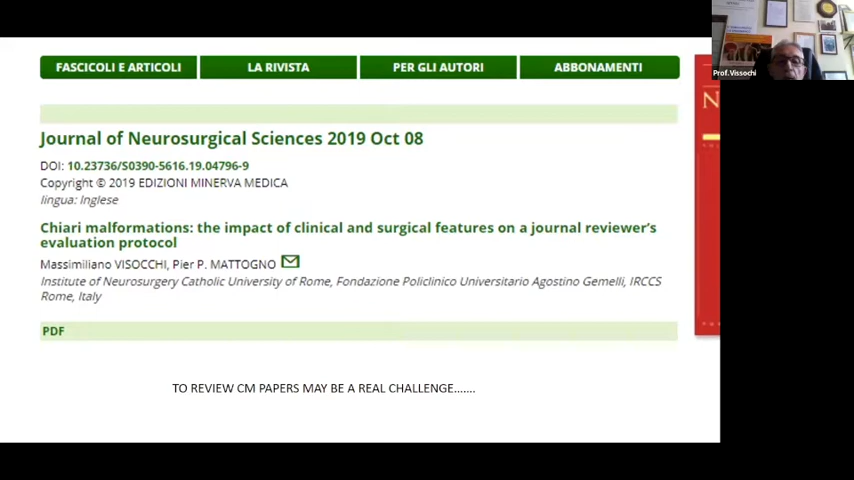 FASCICOLI E ARTICOLI
LA RIVISTA
PER GLI AUTORI
ABBONAMENTI
Prof.Vissochi
Journal of Neurosurgical Sciences 2019 Oct 08
DOI: 10.23736/S0390-5616.19.04796-9
Copyright © 2019 EDIZIONI MINERVA MEDICA
lingua: Inglese
Chiari malformations: the impact of clinical and surgical features on a journal reviewer's
evaluation protocol
Massimiliano VISOCCHI, Pier P. MATTOGNO
Institute of Neurosurgery Catholic University of Rome, Fondazione Policlinico Universitario Agostino Gemelli, IRCCS
Rome, Italy
PDF
TO REVIEW CM PAPERS MAY BE A REAL CHALLENGE.......